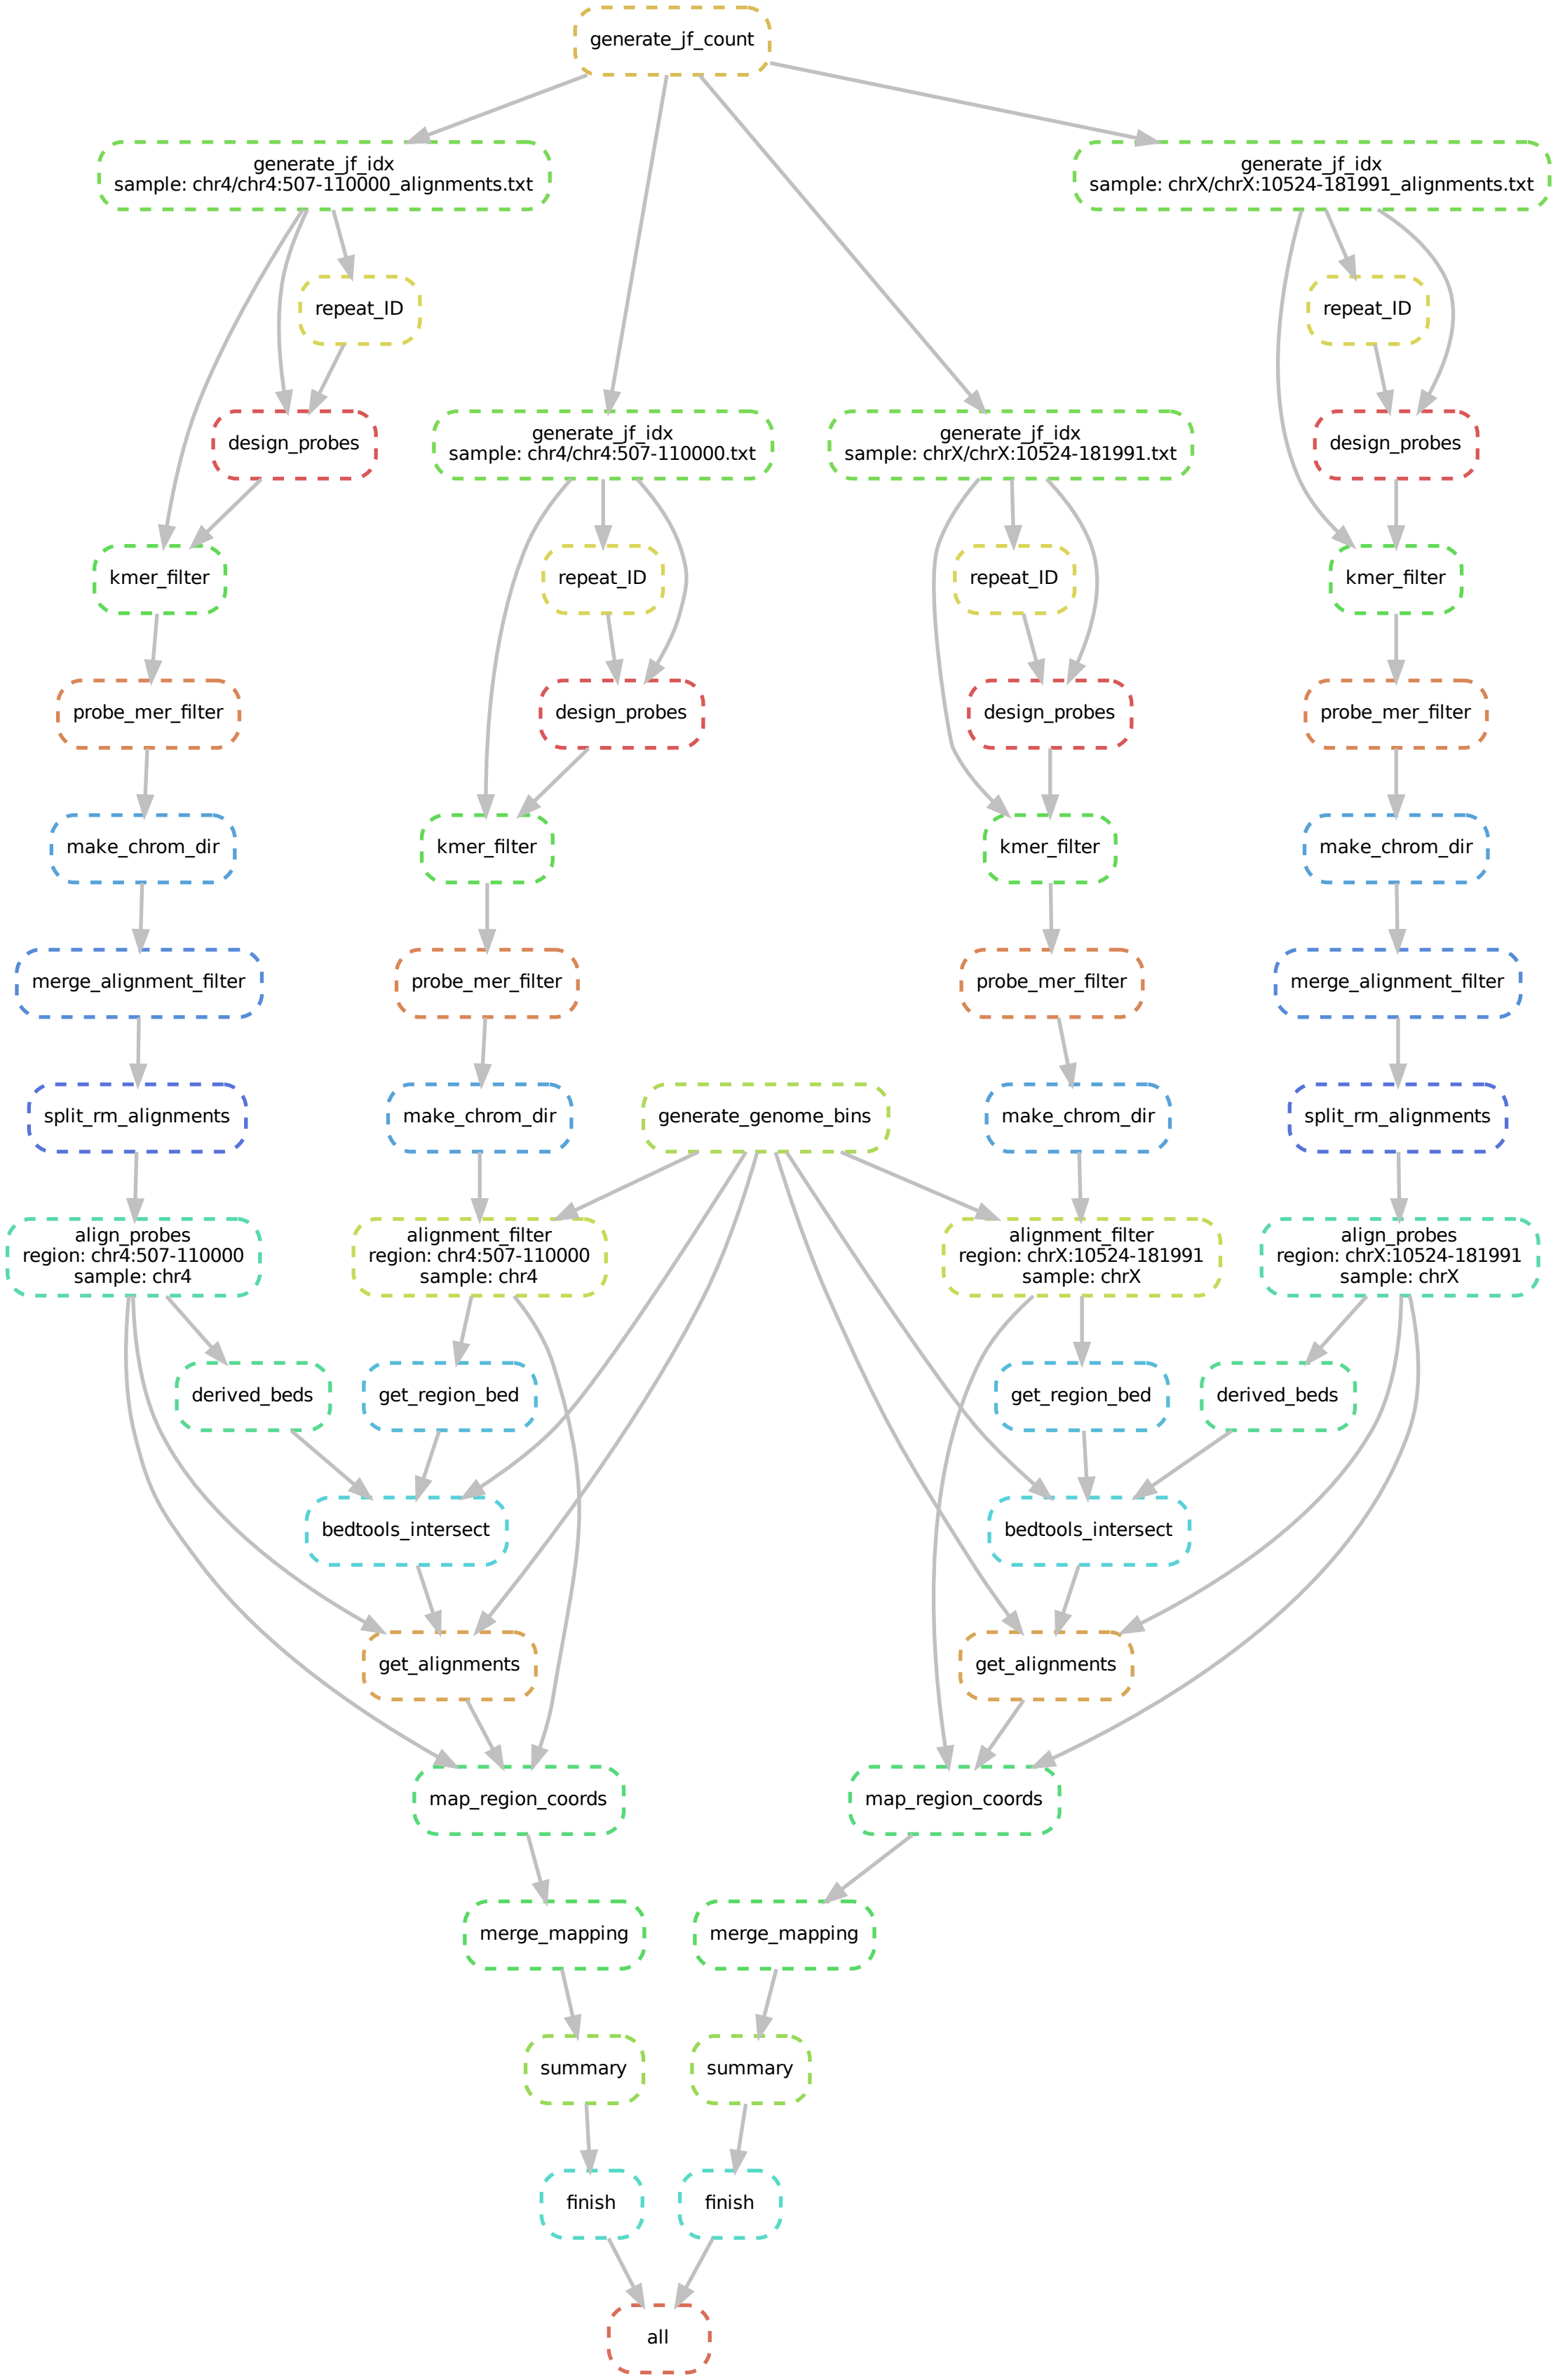 generate_jf_count
generate_jf_idx
sample: chr4/chr4:507-110000_alignments.txt
generate_jf_idx
sample: chrX/chrX:10524-181991_alignments.txt
repeat_ID
repeat_ID
design_probes
generate_jf_idx
sample: chr4/chr4:507-110000.txt
generate_jf_idx
sample: chrX/chrX:10524-181991.txt
design_probes
kmer_filter
repeat_ID
repeat_ID
kmer_filter
probe_mer_filter
design_probes
design_probes
probe_mer_filter
make_chrom_dir
kmer_filter
kmer_filter
make_chrom_dir
merge_alignment_filter
probe_mer_filter
probe_mer_filter
merge_alignment_filter
split_rm_alignments
make_chrom_dir
generate_genome_bins
make_chrom_dir
split_rm_alignments
align_probes
region: chr4:507-110000
sample: chr4
alignment_filter
region: chr4:507-110000
sample: chr4
alignment_filter
region: chrX:10524-181991
sample: chrX
align_probes
region: chrX:10524-181991
sample: chrX
derived_beds
get_region_bed
get_region_bed
derived_beds
bedtools_intersect
bedtools_intersect
get_alignments
get_alignments
map_region_coords
map_region_coords
merge_mapping
merge_mapping
summary
summary
finish
finish
all